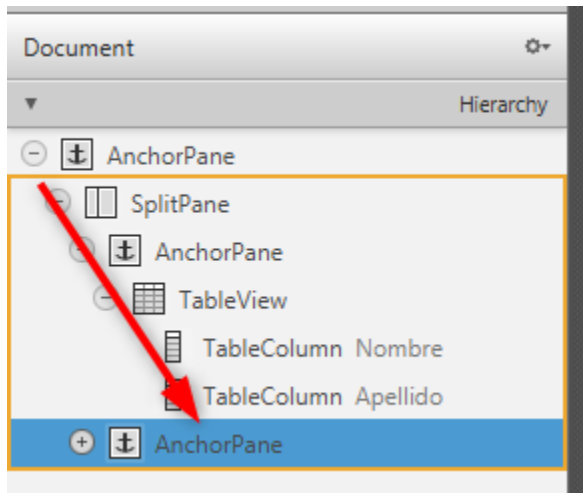 Document
Hierarchy
AnchorPane
SplitPane
AnchorPane
TableView
TableColumn Nombre
TableColumn Apellido
AnchorPane